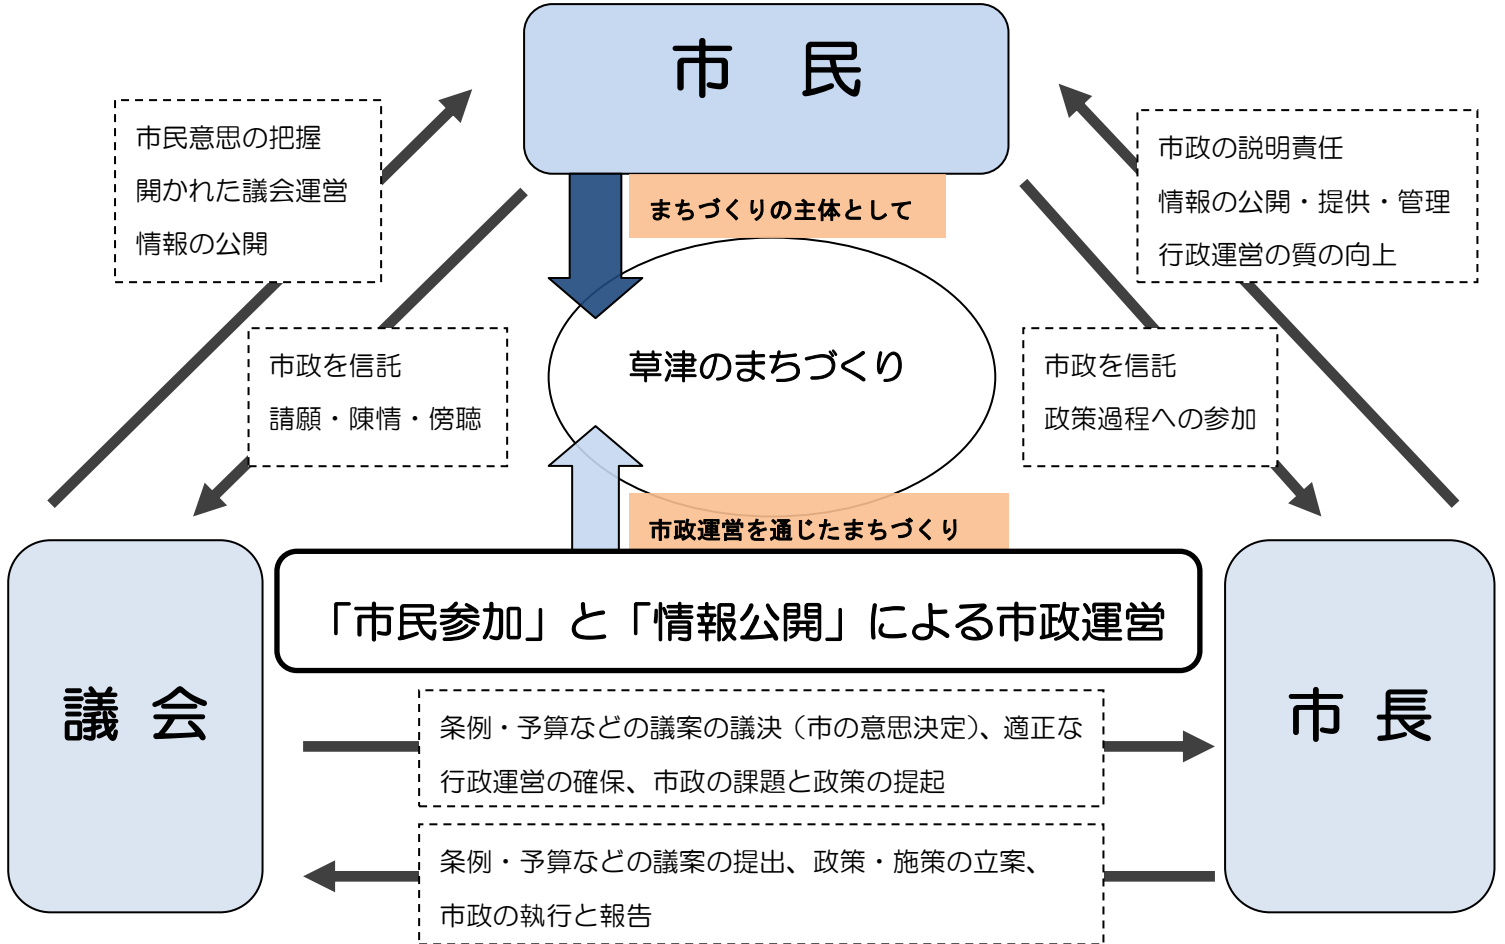 市　民
市民意思の把握
開かれた議会運営
情報の公開
市政の説明責任
情報の公開・提供・管理
行政運営の質の向上
まちづくりの主体として
市政を信託
請願・陳情・傍聴
草津のまちづくり
市政を信託
政策過程への参加
市政運営を通じたまちづくり
「市民参加」と「情報公開」による市政運営
議 会
市 長
条例・予算などの議案の議決（市の意思決定）、適正な
行政運営の確保、市政の課題と政策の提起
条例・予算などの議案の提出、政策・施策の立案、
市政の執行と報告